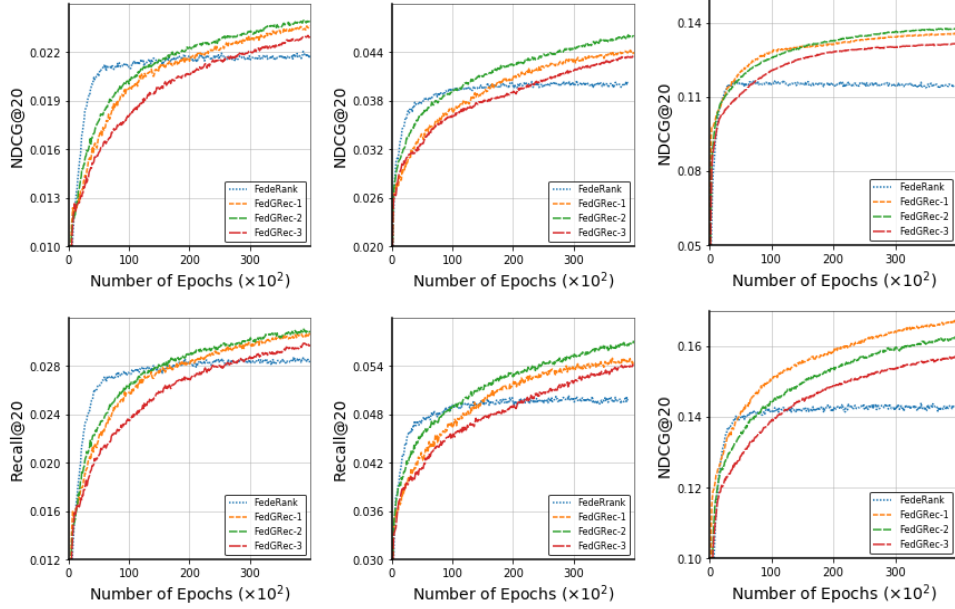 NDCG@20
0.022
0.019
0.016
0.013
0.010
0
100
200
300
Number of Epochs (×10²)
FedeRank
FedGRec-1
FedGRec-2
FedGRec-3
NDCG@20
0.044
0.038
0.032
0.026
0.020
0
100
200
300
Number of Epochs (×10²)
FedeRank
FedGRec-1
FedGRec-2
FedGRec-3
NDCG@20
0.14
0.11
0.08
0.05
0
100
200
300
Number of Epochs (×10²)
FedeRank
FedGRec-1
FedGRec-2
FedGRec-3
Recall@20
0.028
0.024
0.020
0.016
0.012
0
100
200
300
Number of Epochs (×10²)
FedeRank
FedGRec-1
FedGRec-2
FedGRec-3
Recall@20
0.054
0.048
0.042
0.036
0.030
0
100
200
300
Number of Epochs (×10²)
FedeRrank
FedGRec-1
FedGRec-2
FedGRec-3
NDCG@20
0.16
0.14
0.12
0.10
0
100
200
300
Number of Epochs (×10²)
FedeRank
FedGRec-1
FedGRec-2
FedGRec-3